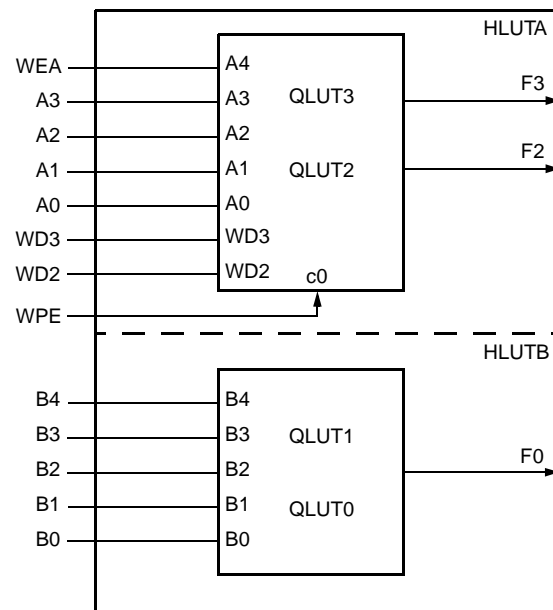 HLUTA
WEA A4
A3 A3 QLUT3 F3
A2 A2
A1 A1 QLUT2 F2
A0 A0
WD3 WD3
WD2 WD2
c0
WPE
HLUTB
B4 B4
B3 B3 QLUT1
B2 B2 F0
B1 B1 QLUT0
B0 B0